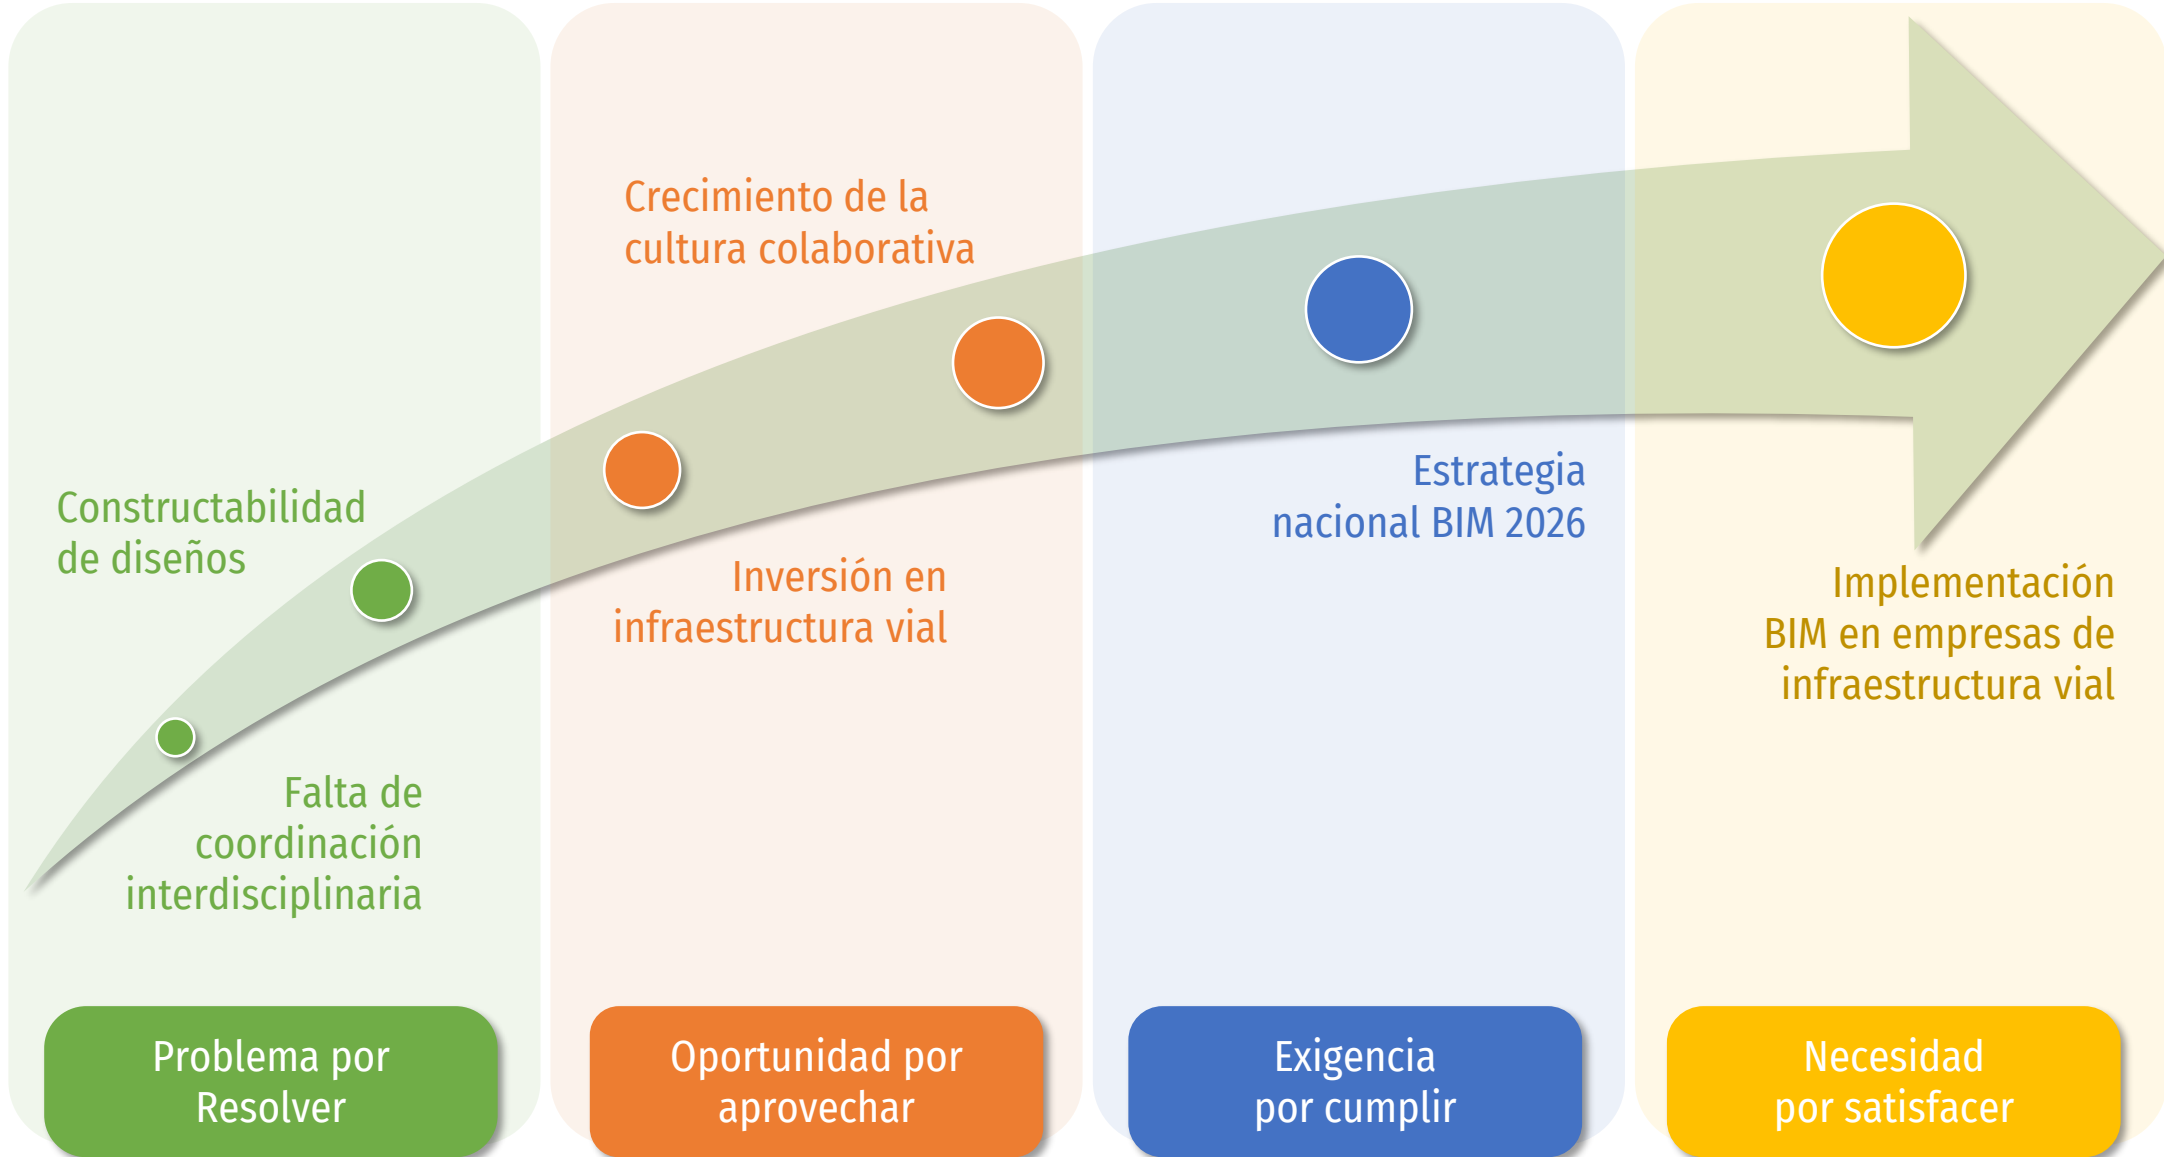 Constructabilidad
de diseños
Falta de
coordinación
interdisciplinaria
Problema por
Resolver
Crecimiento de la
cultura colaborativa
Inversión en
infraestructura vial
Oportunidad por
aprovechar
Estrategia
nacional BIM 2026
Exigencia
por cumplir
Implementación
BIM en empresas de
infraestructura vial
Necesidad
por satisfacer